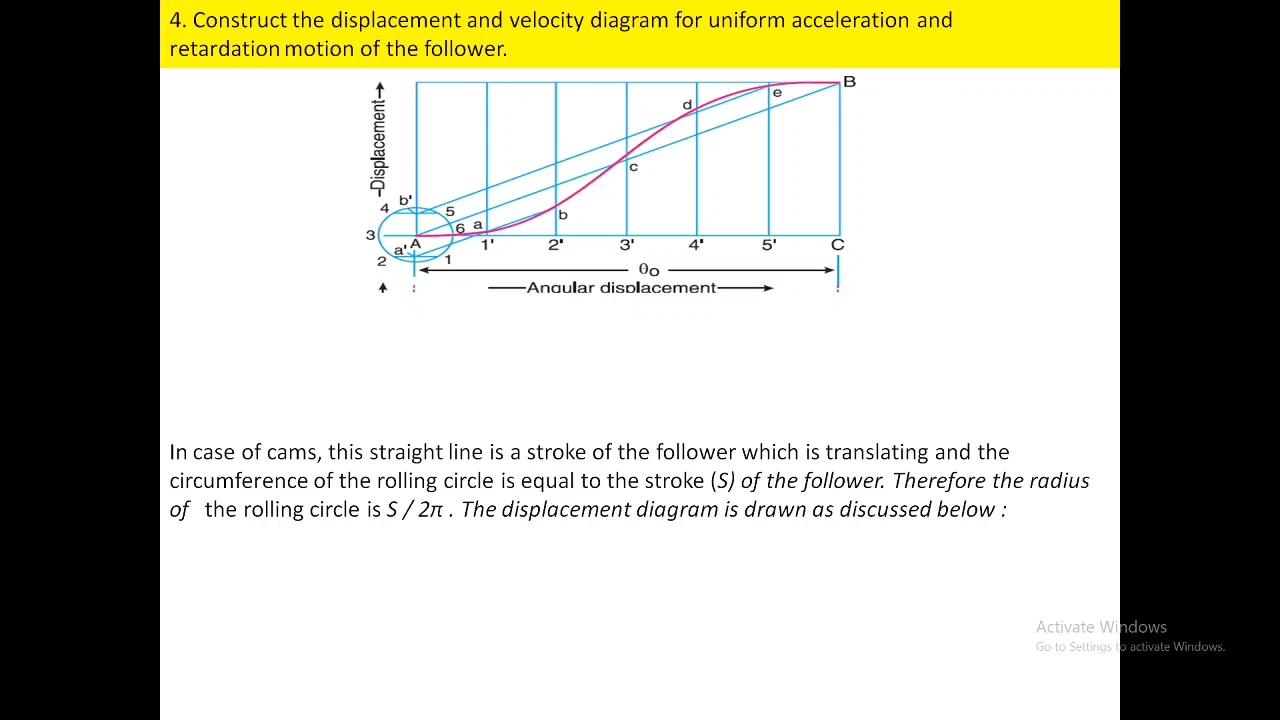 4. Construct the displacement and velocity diagram for uniform acceleration and
retardation motion of the follower.
Displacement
B
e
d
c
b
a
b'
4
5
3
6
A
a'
2
1
1'
2'
3'
4'
5'
C
θo
Angular displacement
In case of cams, this straight line is a stroke of the follower which is translating and the
circumference of the rolling circle is equal to the stroke (S) of the follower. Therefore the radius
of the rolling circle is S / 2π . The displacement diagram is drawn as discussed below :
Activate Windows
Go to Settings to activate Windows.